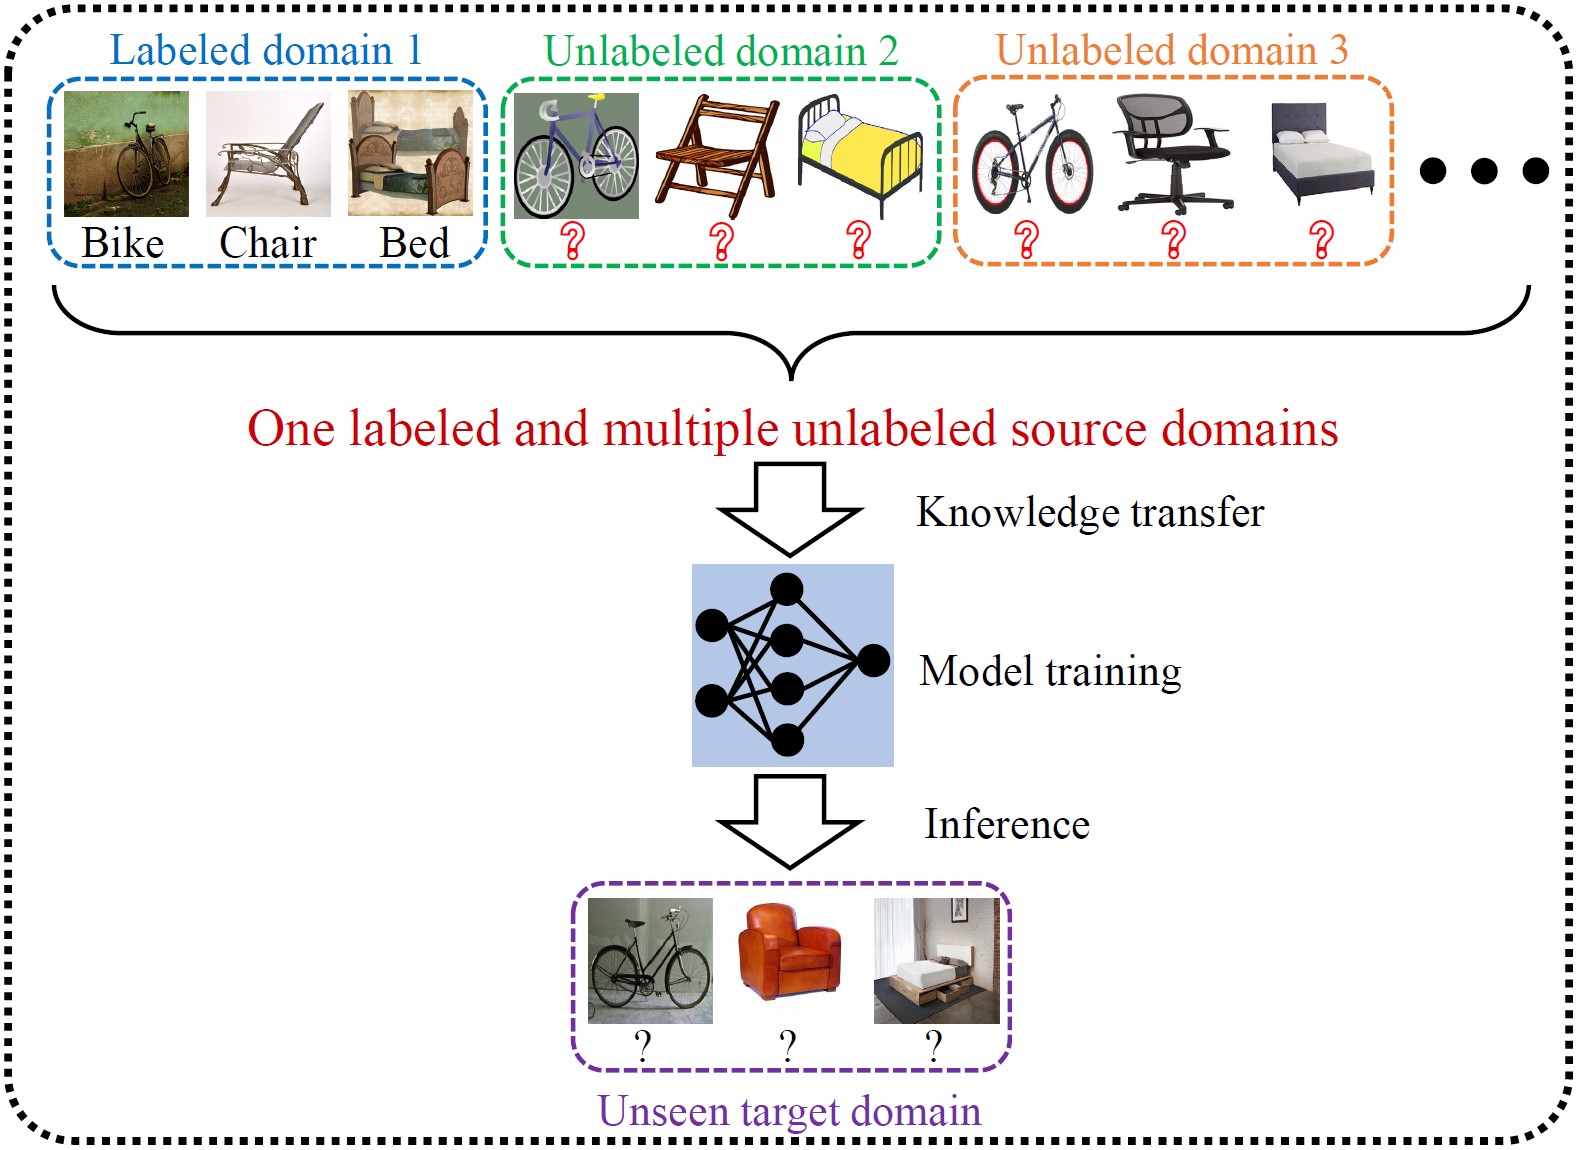 Labeled domain 1
Unlabeled domain 2
Unlabeled domain 3
Bike
Chair
Bed
?
?
?
?
?
?
One labeled and multiple unlabeled source domains
Knowledge transfer
Model training
Inference
?
?
?
Unseen target domain